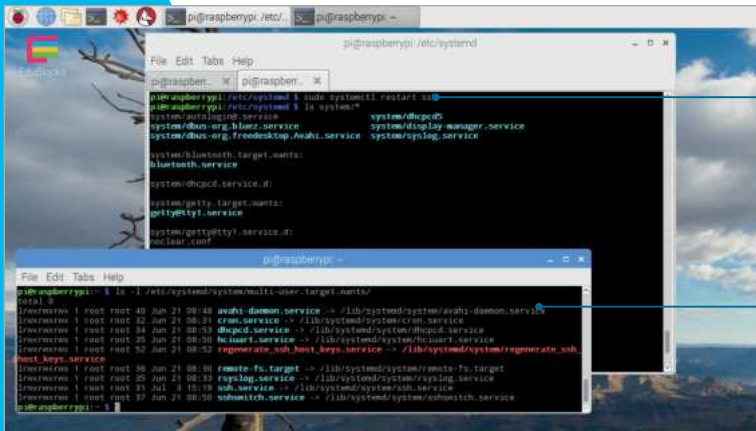 pi@raspberrypi: /etc/..
pi@raspberrypi: ~
EduBooks
pi@raspberrypi: /etc/systemd
File Edit Tabs Help
pi@raspberr..
pi@raspberr..
pi@raspberrypi:/etc/systemd $ sudo systemctl restart ss
pi@raspberrypi:/etc/systemd $ ls system/*
system/autologin@.service system/dhcpcd5
system/dbus-org.bluez.service system/display-manager.service
system/dbus-org.freedesktop.Avahi.service system/syslog.service
system/bluetooth.target.wants:
bluetooth.service
system/dhcpcd.service.d:
system/getty.target.wants:
getty@tty1.service
system/getty@tty1.service.d:
noclear.conf
pi@raspberrypi: ~
File Edit Tabs Help
pi@raspberrypi:~ $ ls -l /etc/systemd/system/multi-user.target.wants/
total 0
lrwxrwxrwx 1 root root 40 Jun 21 08:48 avahi-daemon.service -> /lib/systemd/system/avahi-daemon.service
lrwxrwxrwx 1 root root 32 Jun 21 08:31 cron.service -> /lib/systemd/system/cron.service
lrwxrwxrwx 1 root root 34 Jun 21 08:53 dhcpcd.service -> /lib/systemd/system/dhcpcd.service
lrwxrwxrwx 1 root root 35 Jun 21 08:50 hciuart.service -> /lib/systemd/system/hciuart.service
lrwxrwxrwx 1 root root 52 Jun 21 08:52 regenerate_ssh_host_keys.service -> /lib/systemd/system/regenerate_ssh_
host_keys.service
lrwxrwxrwx 1 root root 36 Jun 21 08:30 remote-fs.target -> /lib/systemd/system/remote-fs.target
lrwxrwxrwx 1 root root 35 Jun 21 08:33 rsyslog.service -> /lib/systemd/system/rsyslog.service
lrwxrwxrwx 1 root root 31 Jul 3 15:19 ssh.service -> /lib/systemd/system/ssh.service
lrwxrwxrwx 1 root root 37 Jun 21 08:50 sshswitch.service -> /lib/systemd/system/sshswitch.service
pi@raspberrypi:~ $